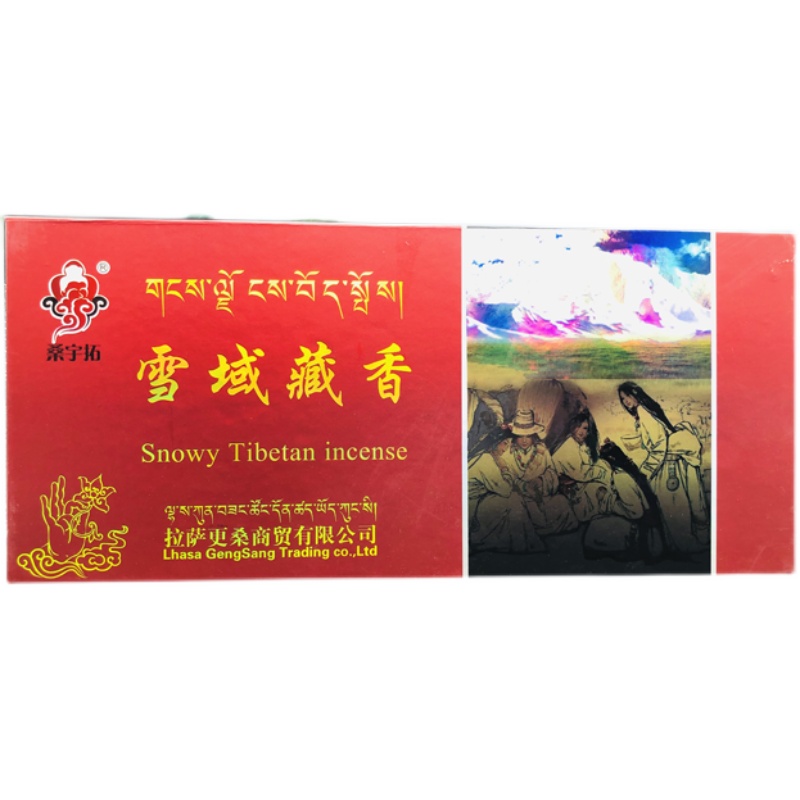 ®
桑宇拓
གངས་ལྗོངས་བོད་སྤོས།
雪域藏香
Snowy Tibetan incense
ལྷ་ས་ཀུན་བཟང་ཚོང་དོན་ཚད་ཡོད་ཀུང་སི།
拉萨更桑商贸有限公司
Lhasa GengSang Trading co.,Ltd